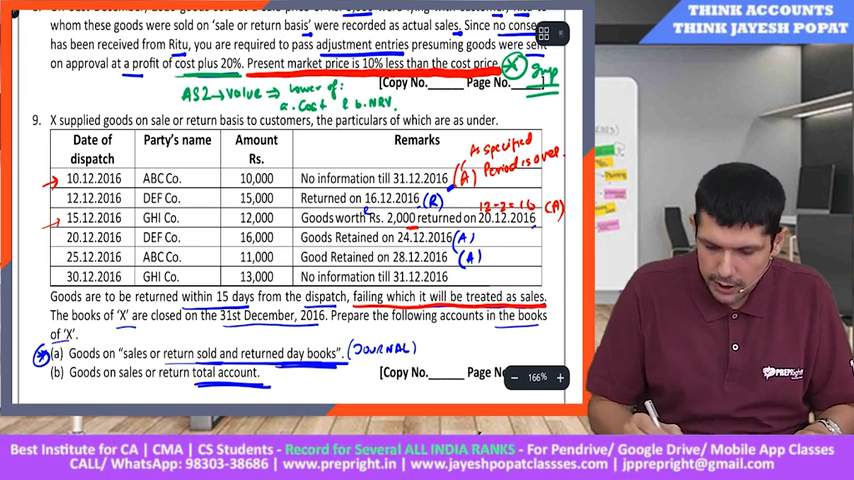 THINK ACCOUNTS
THINK JAYESH POPAT
whom these goods were sold on 'sale or return basis' were recorded as actual sales. Since no conse
has been received from Ritu, you are required to pass adjustment entries presuming goods were sent
on approval at a profit of cost plus 20%. Present market price is 10% less than the cost price.
[Copy No.______ Page No.
AS2 → Value ⇒ Lower of:
a. Cost & b. NRV.
9. X supplied goods on sale or return basis to customers, the particulars of which are as under.
Date of dispatch Party's name Amount Rs. Remarks
As specified
Period is over.
10.12.2016 ABC Co. 10,000 No information till 31.12.2016 (A)
12.12.2016 DEF Co. 15,000 Returned on 16.12.2016 (R)
12-2=10 (A)
15.12.2016 GHI Co. 12,000 Goods worth Rs. 2,000 returned on 20.12.2016
20.12.2016 DEF Co. 16,000 Goods Retained on 24.12.2016 (A)
25.12.2016 ABC Co. 11,000 Good Retained on 28.12.2016 (A)
30.12.2016 GHI Co. 13,000 No information till 31.12.2016
Goods are to be returned within 15 days from the dispatch, failing which it will be treated as sales.
The books of 'X' are closed on the 31st December, 2016. Prepare the following accounts in the books
of 'X'.
(a) Goods on "sales or return sold and returned day books". (JOURNAL)
(b) Goods on sales or return total account. [Copy No.______ Page N
166%
PREPRight
Best Institute for CA | CMA | CS Students - Record for Several ALL INDIA RANKS - For Pendrive/ Google Drive/ Mobile App Classes
CALL/ WhatsApp: 98303-38686 | www.prepright.in | www.jayeshpopatclassses.com | jpprepright@gmail.com